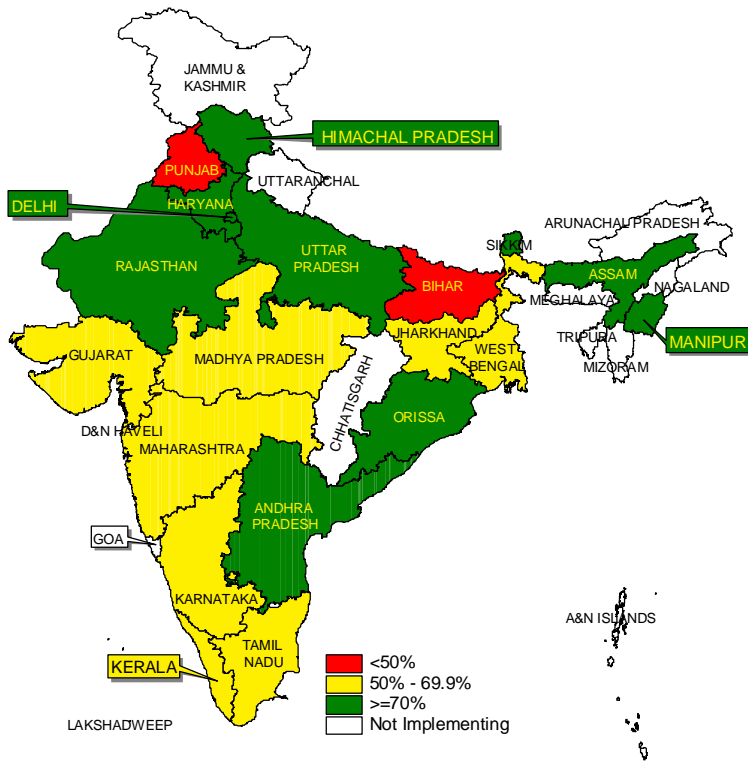 JAMMU &
KASHMIR
HIMACHAL PRADESH
PUNJAB
UTTARANCHAL
DELHI
HARYANA
ARUNACHAL PRADESH
SIKKIM
UTTAR
PRADESH
RAJASTHAN
ASSAM
BIHAR
NAGALAND
MEGHALAYA
JHARKHAND
TRIPURA
MANIPUR
GUJARAT
MADHYA PRADESH
WEST
BENGAL
MIZORAM
CHHATISGARH
ORISSA
D&N HAVELI
MAHARASHTRA
ANDHRA
PRADESH
GOA
KARNATAKA
A&N ISLANDS
TAMIL
NADU
KERALA
<50%
50% - 69.9%
>=70%
Not Implementing
LAKSHADWEEP